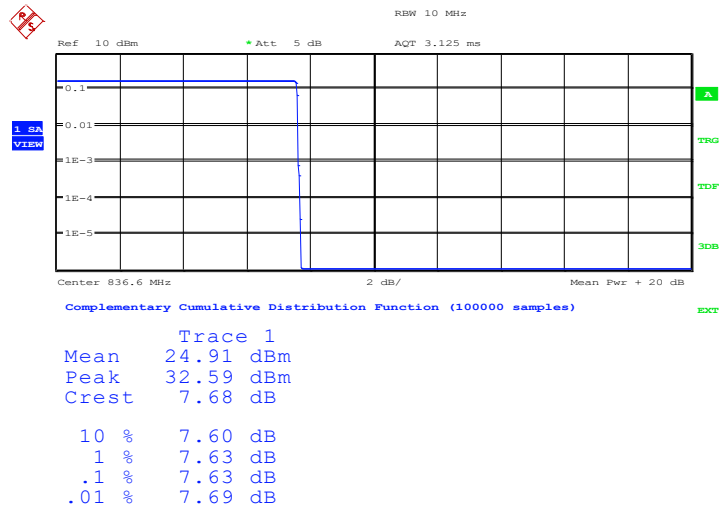 R S
RBW 10 MHz
Ref 10 dBm * Att 5 dB AQT 3.125 ms
0.1
A
0.01
1 SA
VIEW
TRG
1E-3
TDF
1E-4
1E-5
3DB
Center 836.6 MHz 2 dB/ Mean Pwr + 20 dB
Complementary Cumulative Distribution Function (100000 samples)
EXT
Trace 1
Mean 24.91 dBm
Peak 32.59 dBm
Crest 7.68 dB
10 % 7.60 dB
1 % 7.63 dB
.1 % 7.63 dB
.01 % 7.69 dB